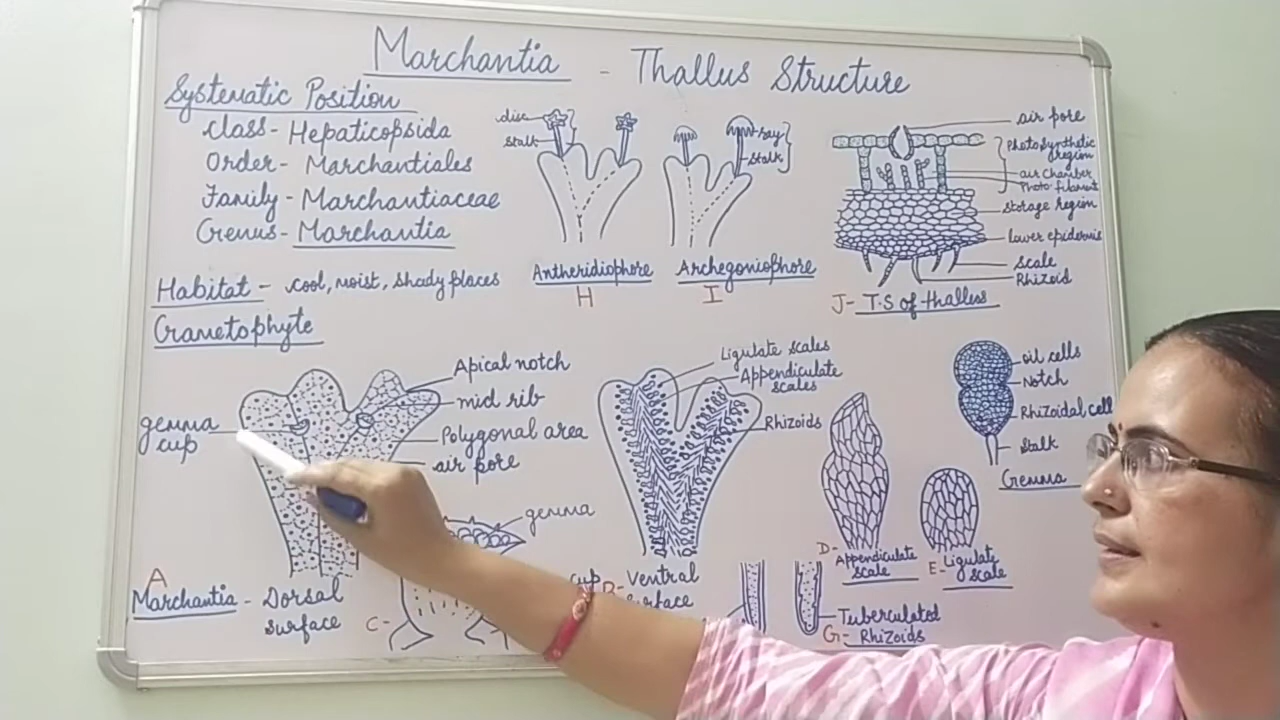 Marchantia - Thallus Structure
Systematic Position
Class - Hepaticopsida
Order - Marchantiales
Family - Marchantiaceae
Genus - Marchantia
Habitat - cool, moist, shady places
Gametophyte
disc
stalk
Antheridiophore
H
ray
stalk
Archegoniophore
I
air pore
Photosynthetic
region
air chamber
Photo. filament
storage region
lower epidermis
scale
Rhizoid
J - T.S of thallus
gemma
cup
Apical notch
mid rib
Polygonal area
air pore
A
Marchantia - Dorsal
surface
gemma
cup
C -
Ligulate scales
Appendiculate
scales
Rhizoids
Ventral
surface
D - Appendiculate
scale
E - Ligulate
scale
Tuberculated
G - Rhizoids
oil cells
Notch
Rhizoidal cell
Stalk
Gemma